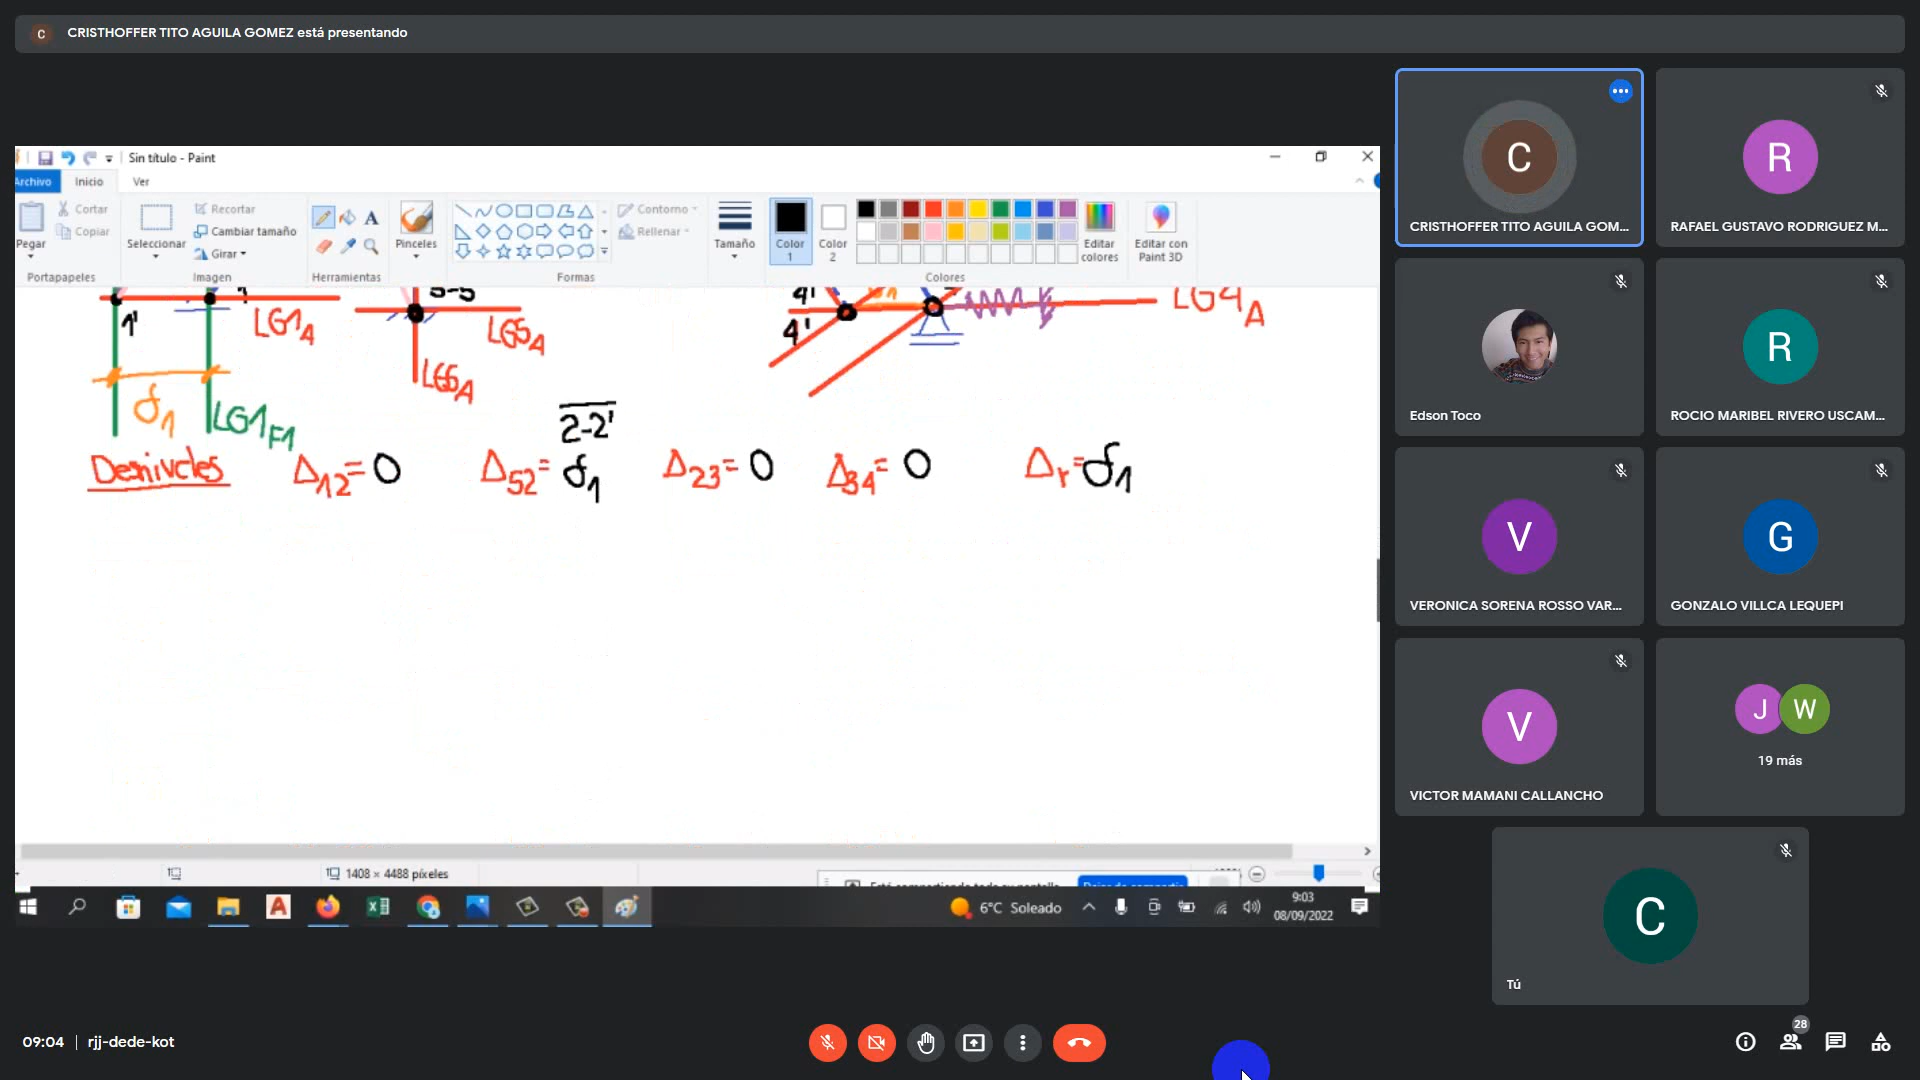 C CRISTHOFFER TITO AGUILA GOMEZ está presentando
Sin título - Paint
Archivo Inicio Ver
Pegar Cortar Copiar
Portapapeles
Seleccionar Recortar Cambiar tamaño Girar
Imagen
Herramientas
Pinceles
Formas
Contorno Rellenar
Tamaño
Color 1 Color 2
Editar colores
Editar con Paint 3D
Colores
1' LG1A
5-5 LG5A
LG6A
4' 4'
LG4A
δ1 LG1F1
2-2'
Desniveles Δ12=0 Δ52=δ1 Δ23=0 Δ34=0 Δr=δ1
1408 × 4488 píxeles
6°C Soleado
9:03
08/09/2022
C
CRISTHOFFER TITO AGUILA GOM...
R
RAFAEL GUSTAVO RODRIGUEZ M...
Edson Toco
R
ROCIO MARIBEL RIVERO USCAM...
V
VERONICA SORENA ROSSO VAR...
G
GONZALO VILLCA LEQUEPI
V
VICTOR MAMANI CALLANCHO
J W
19 más
C
Tú
09:04 | rjj-dede-kot
28